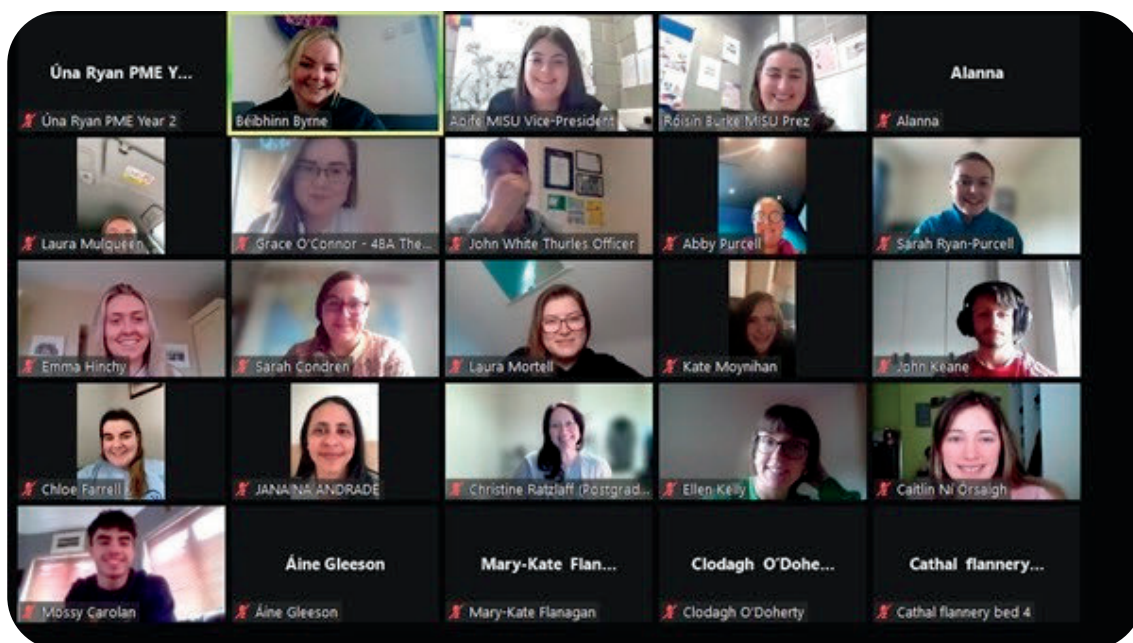 Úna Ryan PME Y...
Úna Ryan PME Year 2
Béibhinn Byrne
Aoife MISU Vice-President
Róisín Burke MISU Prez
Alanna
Alanna
Laura Mulqueen
Grace O'Connor - 4BA The...
John White Thurles Officer
Abby Purcell
Sarah Ryan-Purcell
Emma Hinchy
Sarah Condren
Laura Mortell
Kate Moynihan
John Keane
Chloe Farrell
JANAINA ANDRADE
Christine Ratzlaff (Postgrad...
Ellen Kelly
Caitlin Ní Órsaigh
Mossy Carolan
Áine Gleeson
Áine Gleeson
Mary-Kate Flan...
Mary-Kate Flanagan
Clodagh O'Dohe...
Clodagh O'Doherty
Cathal flannery...
Cathal flannery bed 4